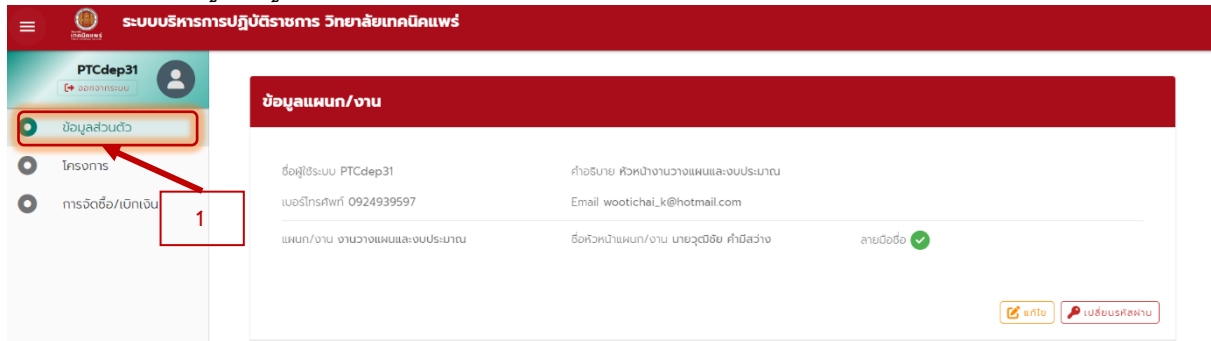 ระบบบริหารการปฏิบัติราชการ วิทยาลัยเทคนิคแพร่
PTCdep31
ออกจากระบบ
ข้อมูลส่วนตัว
โครงการ
การจัดซื้อ/เบิกเงิน
1
ข้อมูลแผนก/งาน
ชื่อผู้ใช้ระบบ PTCdep31 คำอธิบาย หัวหน้างานวางแผนและงบประมาณ
เบอร์โทรศัพท์ 0924939597 Email wootichai_k@hotmail.com
แผนก/งาน งานวางแผนและงบประมาณ ชื่อหัวหน้าแผนก/งาน นายวุฒิชัย คำมีสว่าง ลายมือชื่อ
แก้ไข เปลี่ยนรหัสผ่าน